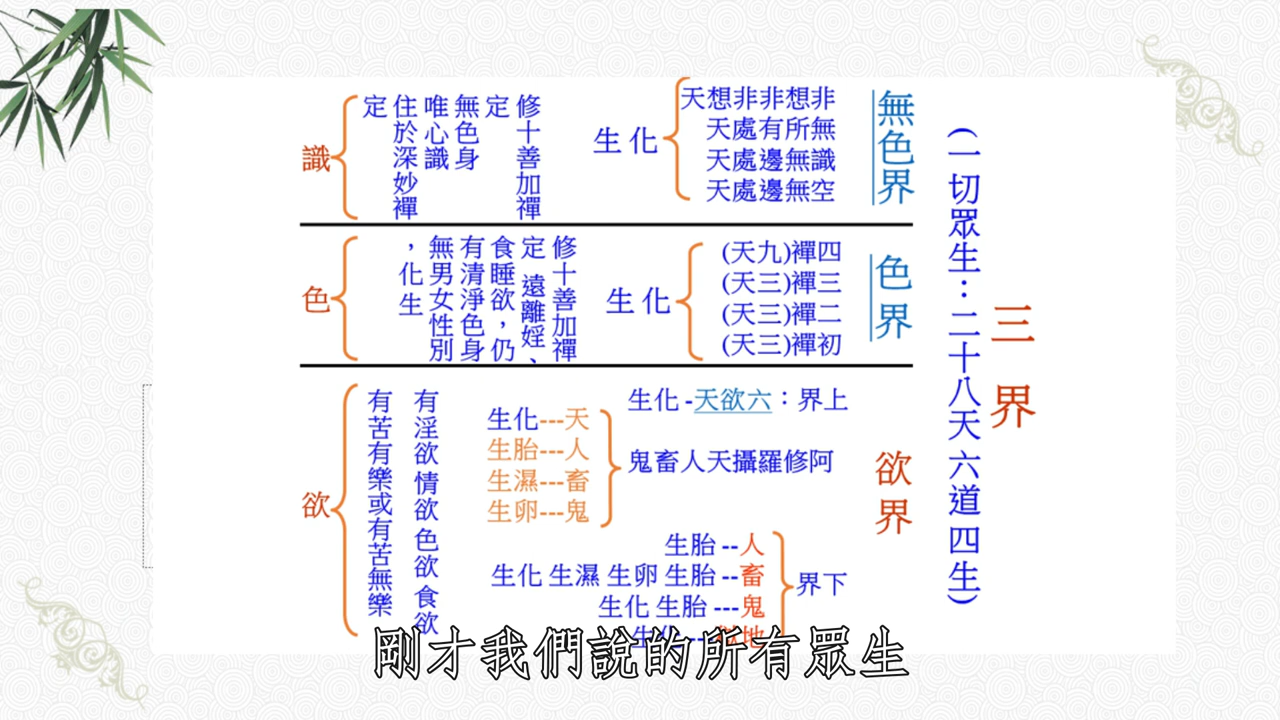 三界
(一切眾生：二十八天 六道 四生)
無色界
非想非非想天
無所有處天
識無邊處天
空無邊處天
化生
修十善加禪
定
無色身
唯心識
住於深妙禪
定
識
色界
四禪(九天)
三禪(三天)
二禪(三天)
初禪(三天)
化生
修十善加禪
定 遠離婬、
食睡欲，仍
有清淨色身
無男女性別
，化生
色
欲界
上界：六欲天- 化生
阿修羅攝天人畜鬼
天---化生
人---胎生
畜---濕生
鬼---卵生
下界
人-- 胎生
畜-- 胎生 卵生 濕生 化生
鬼--- 胎生 化生
地獄--- 化生
有淫欲 情欲 色欲 食欲
有苦有樂或有苦無樂
欲
剛才我們說的所有眾生